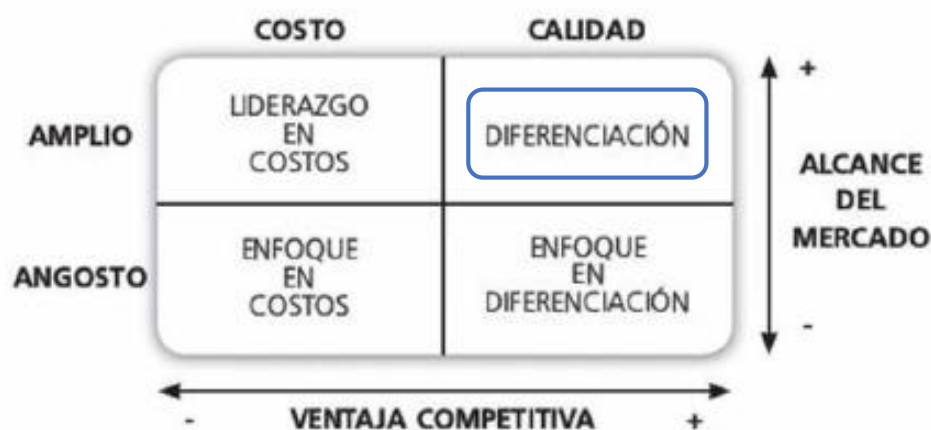 COSTO CALIDAD
LIDERAZGO
EN
COSTOS
DIFERENCIACIÓN
AMPLIO
ENFOQUE
EN
COSTOS
ENFOQUE
EN
DIFERENCIACIÓN
ANGOSTO
+
ALCANCE
DEL
MERCADO
-
- VENTAJA COMPETITIVA +